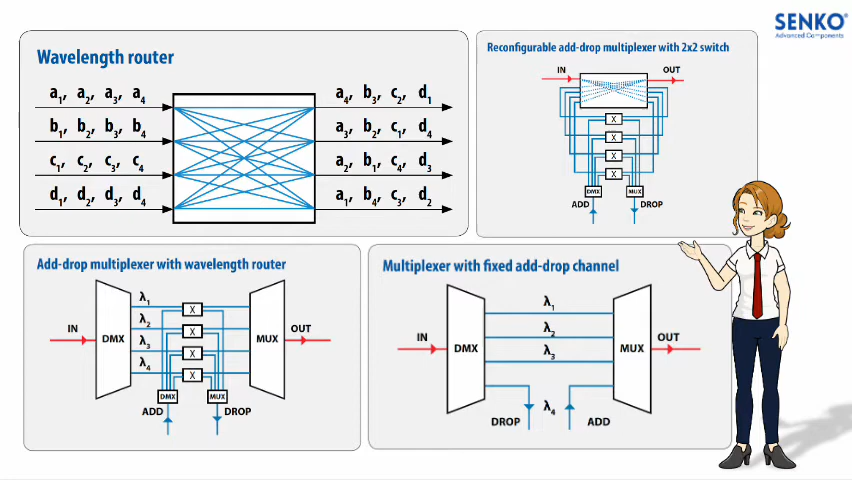 SENKO®
Advanced Components
Wavelength router
a1, a2, a3, a4
a4, b3, c2, d1
b1, b2, b3, b4
a3, b2, c1, d4
c1, c2, c3, c4
a2, b1, c4, d3
d1, d2, d3, d4
a1, b4, c3, d2
Reconfigurable add-drop multiplexer with 2x2 switch
IN
OUT
X
X
X
X
DMX
MUX
ADD
DROP
Add-drop multiplexer with wavelength router
λ1
λ2
λ3
λ4
IN
DMX
X
X
X
X
MUX
OUT
DMX
MUX
ADD
DROP
Multiplexer with fixed add-drop channel
λ1
λ2
λ3
λ4
IN
DMX
MUX
OUT
DROP
ADD